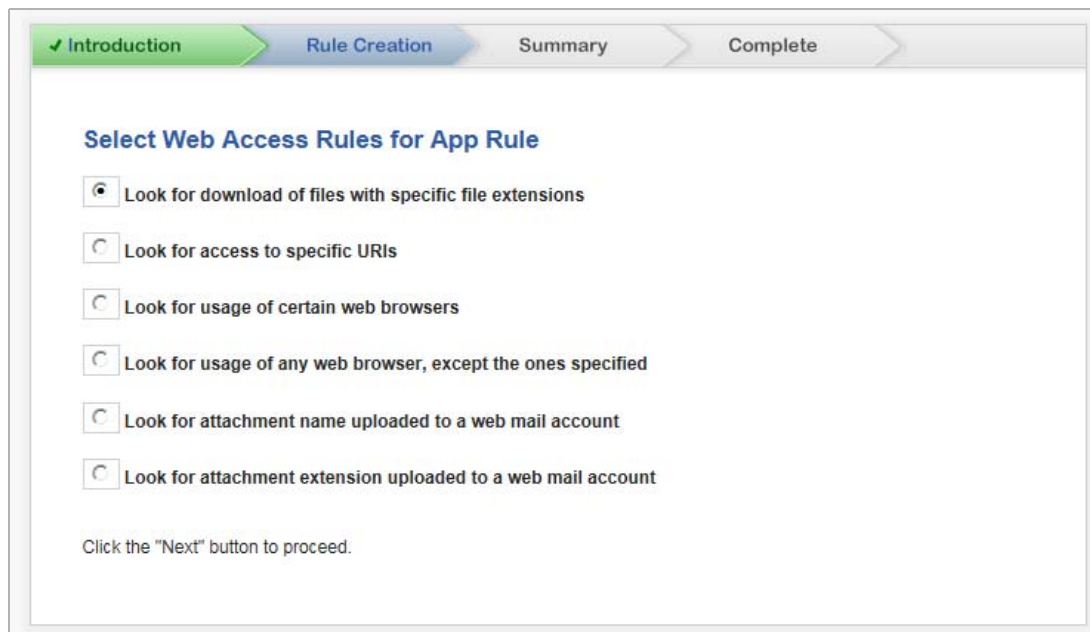 Introduction Rule Creation Summary Complete
Select Web Access Rules for App Rule
Look for download of files with specific file extensions
Look for access to specific URIs
Look for usage of certain web browsers
Look for usage of any web browser, except the ones specified
Look for attachment name uploaded to a web mail account
Look for attachment extension uploaded to a web mail account
Click the "Next" button to proceed.